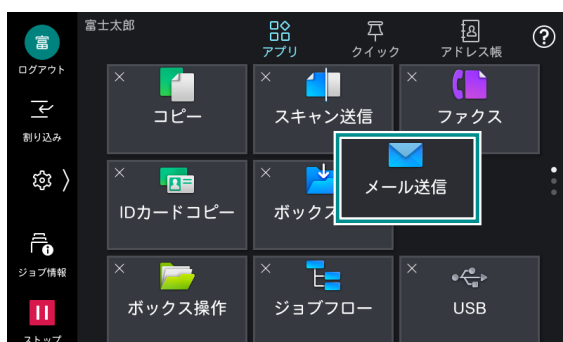 富士太郎
富
アプリ
クイック
アドレス帳
?
ログアウト
コピー
スキャン送信
ファクス
割り込み
メール送信
IDカードコピー
ボックス
ジョブ情報
ボックス操作
ジョブフロー
USB
ストップ